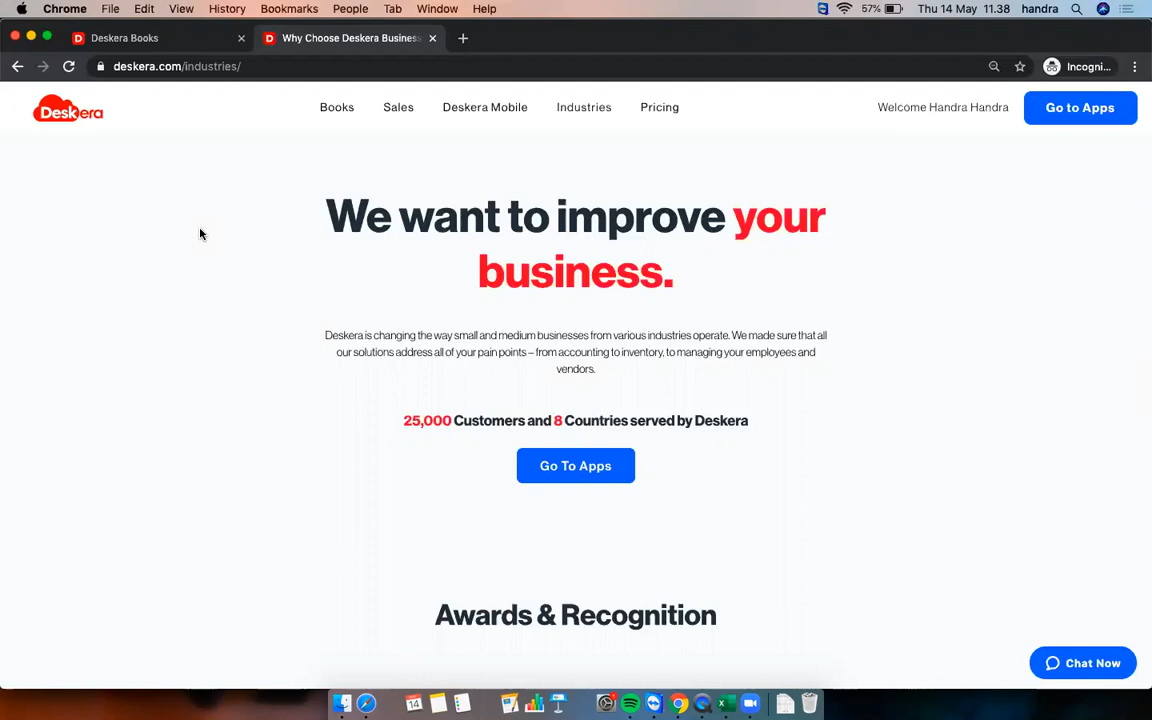 Chrome File Edit View History Bookmarks People Tab Window Help 57% Thu 14 May 11.38 handra
Deskera Books Why Choose Deskera Business
deskera.com/industries/ Incogni...
Deskera Books Sales Deskera Mobile Industries Pricing Welcome Handra Handra Go to Apps
We want to improve your
business.
Deskera is changing the way small and medium businesses from various industries operate. We made sure that all
our solutions address all of your pain points – from accounting to inventory, to managing your employees and
vendors.
25,000 Customers and 8 Countries served by Deskera
Go To Apps
Awards & Recognition
Chat Now
14